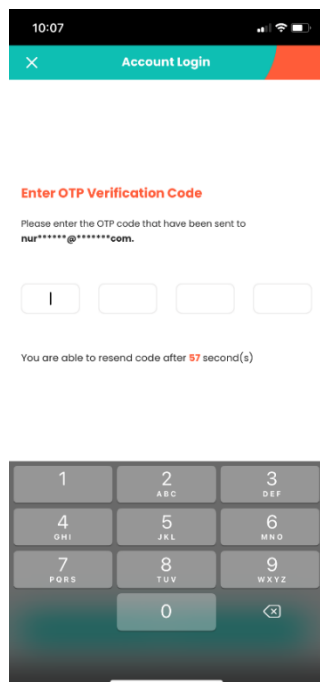 10:07
Account Login
Enter OTP Verification Code
Please enter the OTP code that have been sent to
nur******@*******com.
You are able to resend code after 57 second(s)
1
2
3
ABC
DEF
4
5
6
GHI
JKL
MNO
7
8
9
PQRS
TUV
WXYZ
0